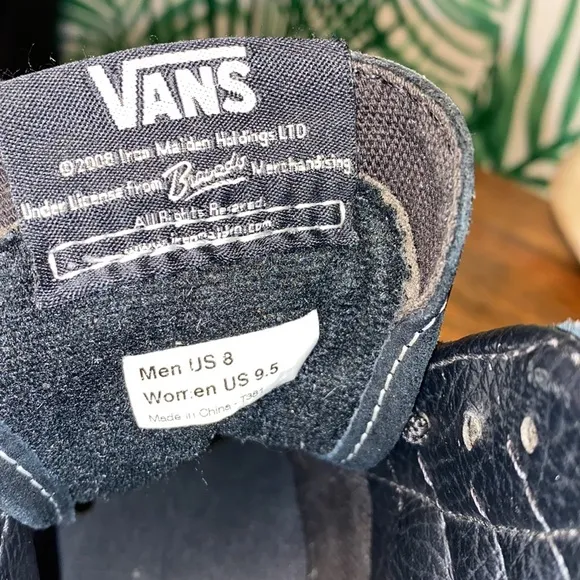 VANS
©2008 Iron Maiden Holdings LTD
Under License from Bravado Merchandising
All Rights Reserved.
Men US 8
Women US 9.5
Made in China